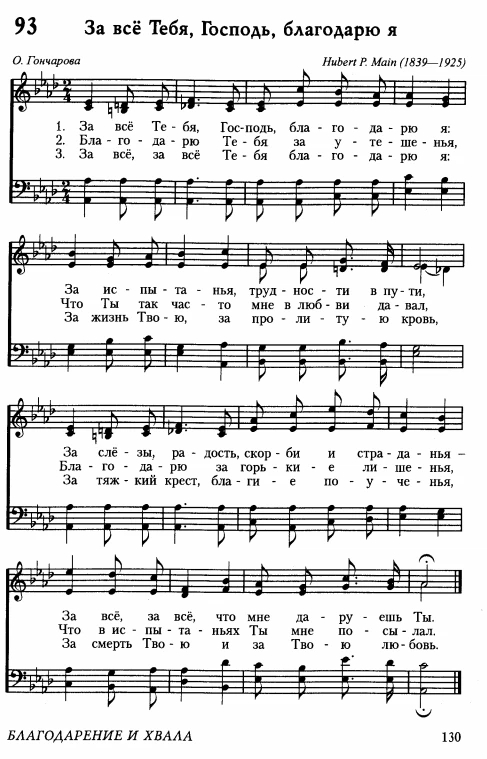 93 За всё Тебя, Господь, благодарю я
О. Гончарова Hubert P. Main (1839—1925)
1. За всё Те - бя, Гос-подь, бла - го - да - рю я:
2. Бла - го - да - рю Те - бя за у - те - ше - нья,
3. За всё, за всё Те - бя бла - го - да - рю я:
За ис - пы - та - нья, труд - нос - ти в пу - ти,
Что Ты так час - то мне в люб - ви да - вал,
За жизнь Тво - ю, за про - ли - ту - ю кровь,
За слё - зы, ра - дость, скор - би и стра - да - нья –
Бла - го - да - рю за горь - ки - е ли - ше - нья,
За тяж - кий крест, бла - ги - е по - у - че - нья,
За всё, за всё, что мне да - ру - ешь Ты.
Что в ис - пы - та - ньях Ты мне по - сы - лал.
За смерть Тво - ю и за Тво - ю лю - бовь.
БЛАГОДАРЕНИЕ И ХВАЛА 130